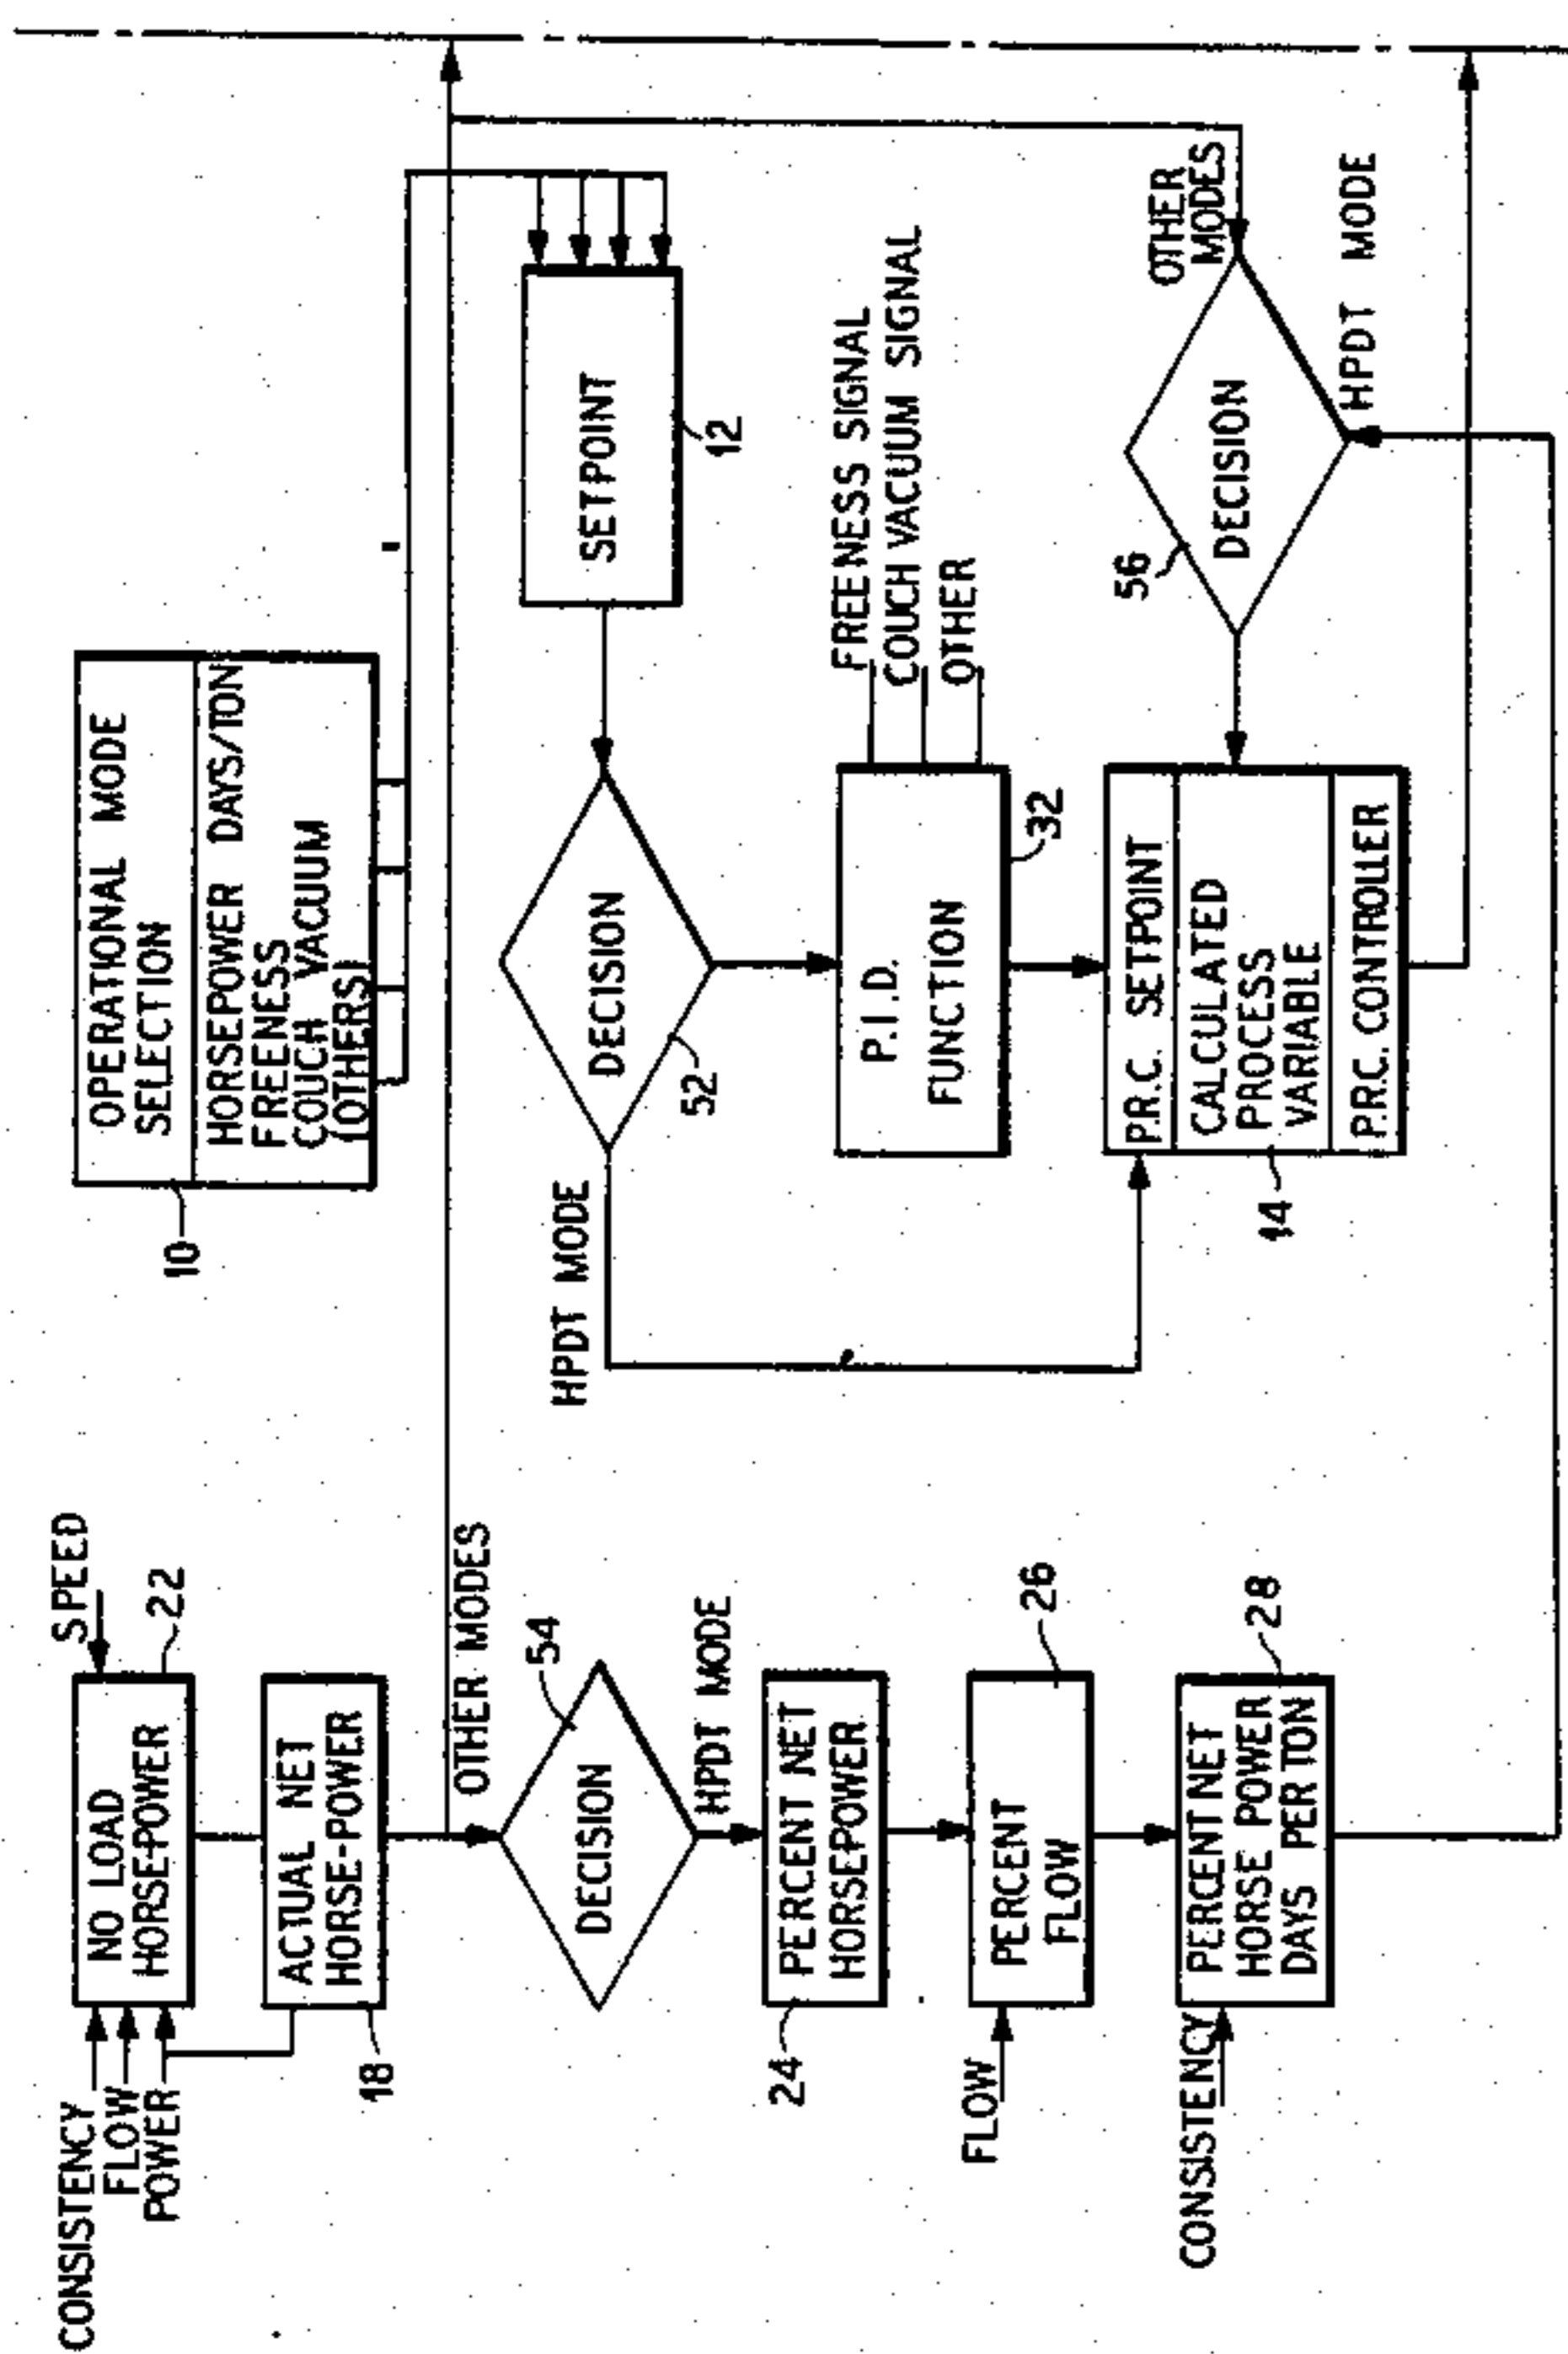 CONSISTENCY
FLOW
POWER
SPEED
NO LOAD
HORSE-POWER
22
ACTUAL NET
HORSE-POWER
18
OTHER MODES
54
DECISION
HPDT MODE
PERCENT NET
HORSEPOWER
24
FLOW
PERCENT
FLOW
26
CONSISTENCY
PERCENT NET
HORSE POWER
DAYS PER TON
28
OPERATIONAL MODE
SELECTION
HORSEPOWER DAYS/TON
FREENESS
COUCH VACUUM
(OTHERS)
10
SETPOINT
12
DECISION
52
HPDT MODE
FREENESS SIGNAL
COUCH VACUUM SIGNAL
OTHER
P.I.D.
FUNCTION
32
P.R.C. SETPOINT
CALCULATED
PROCESS
VARIABLE
P.R.C. CONTROLLER
14
OTHER
MODES
56
DECISION
HPDT MODE